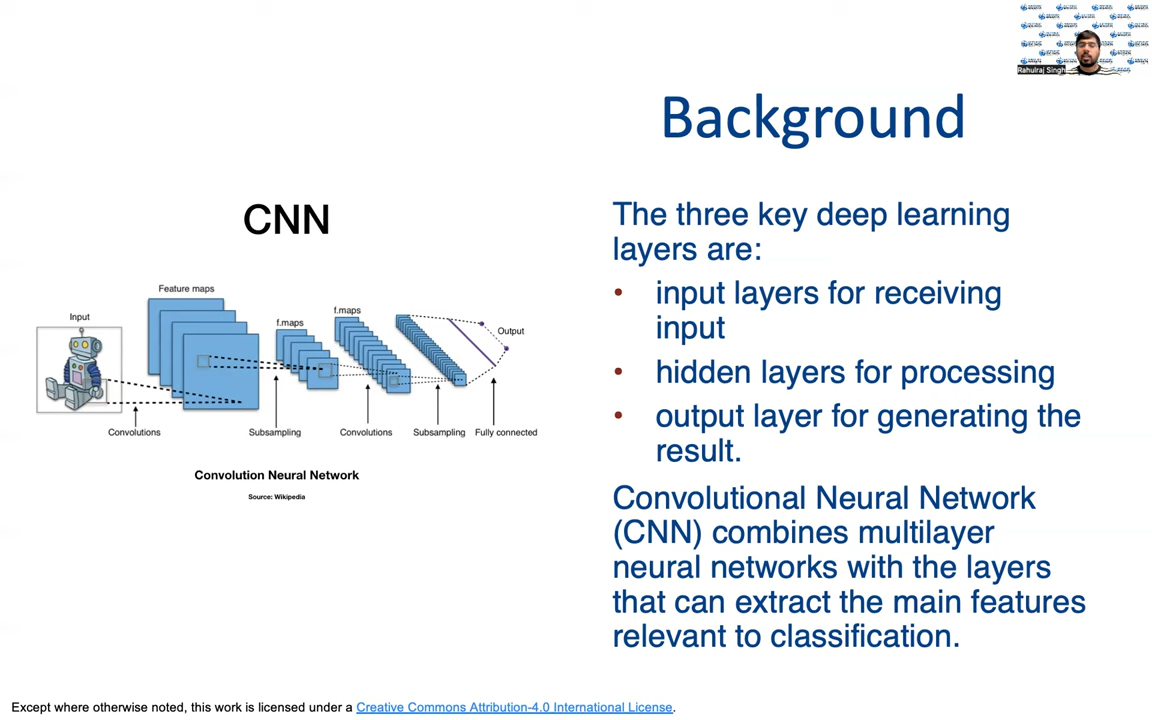 Rahulraj Singh
Background
CNN
Feature maps
Input
f.maps
f.maps
Output
Convolutions
Subsampling
Convolutions
Subsampling
Fully connected
Convolution Neural Network
Source: Wikipedia
The three key deep learning
layers are:
• input layers for receiving
input
• hidden layers for processing
• output layer for generating the
result.
Convolutional Neural Network
(CNN) combines multilayer
neural networks with the layers
that can extract the main features
relevant to classification.
Except where otherwise noted, this work is licensed under a Creative Commons Attribution-4.0 International License.